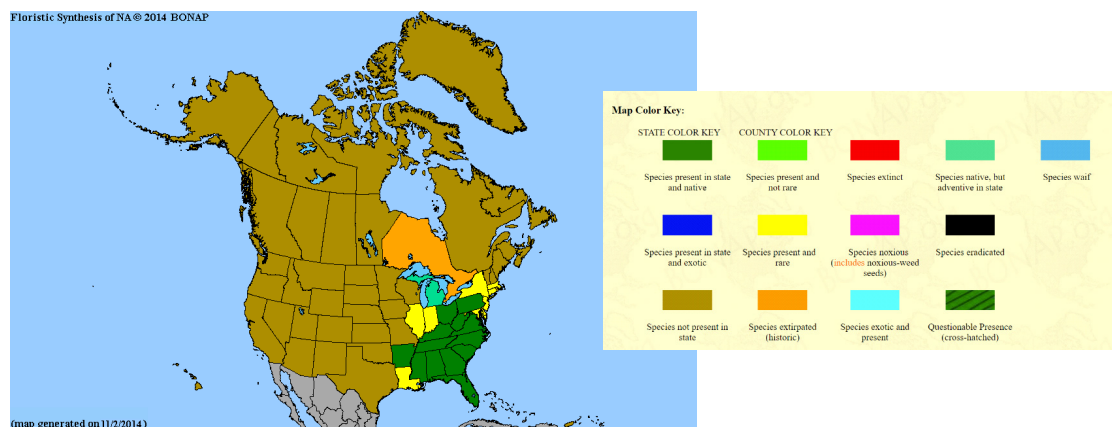 Floristic Synthesis of NA © 2014 BONAP
(map generated on 11/2/2014)
Map Color Key:
STATE COLOR KEY
COUNTY COLOR KEY
Species present in state
and native
Species present and
not rare
Species extinct
Species native, but
adventive in state
Species waif
Species present in state
and exotic
Species present and
rare
Species noxious
(includes noxious-weed
seeds)
Species eradicated
Species not present in
state
Species extirpated
(historic)
Species exotic and
present
Questionable Presence
(cross-hatched)